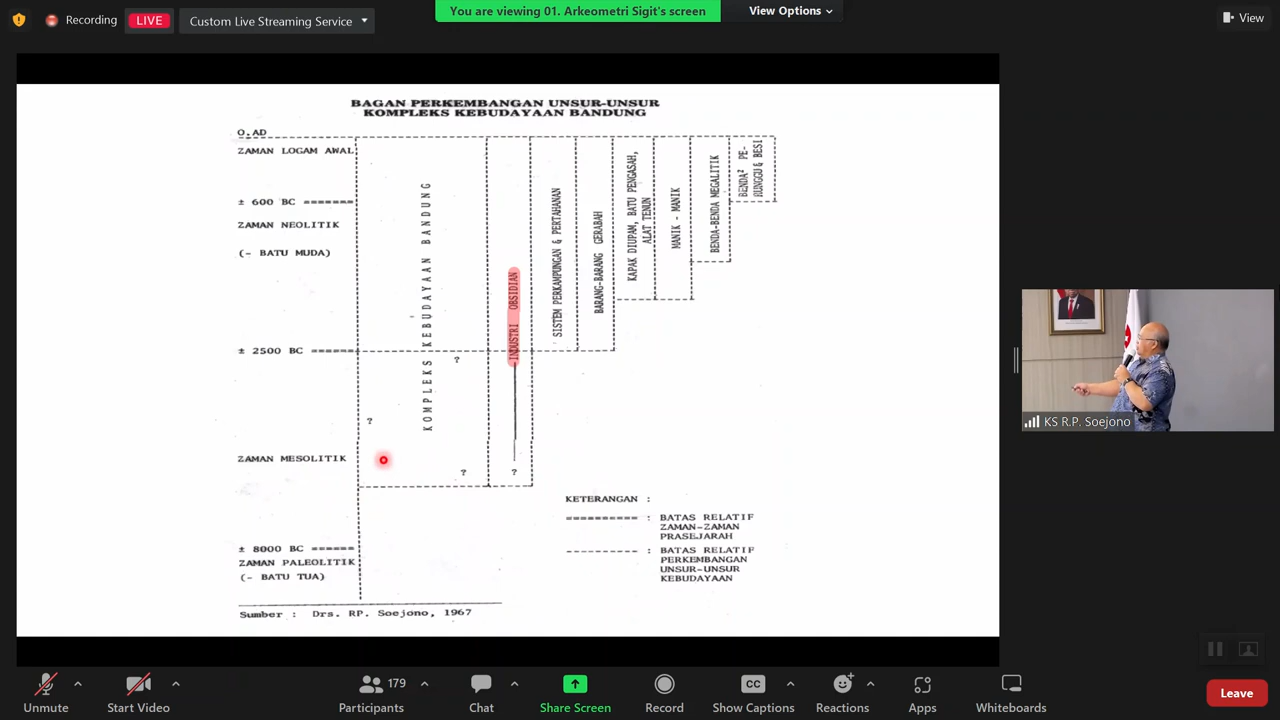 Recording
LIVE
Custom Live Streaming Service
You are viewing 01. Arkeometri Sigit's screen
View Options
View
BAGAN PERKEMBANGAN UNSUR-UNSUR
KOMPLEKS KEBUDAYAAN BANDUNG
O.AD
ZAMAN LOGAM AWAL
± 600 BC =======
ZAMAN NEOLITIK
(- BATU MUDA)
± 2500 BC ======
ZAMAN MESOLITIK
± 8000 BC ======
ZAMAN PALEOLITIK
(- BATU TUA)
KOMPLEKS KEBUDAYAAN BANDUNG
?
?
?
INDUSTRI OBSIDIAN
?
SISTEM PERKAMPUNGAN & PERTAHANAN
BARANG-BARANG GERABAH
KAPAK DIUPAM, BATU PENGASAH,
ALAT TENUN
MANIK - MANIK
BENDA-BENDA MEGALITIK
BENDA² PE-
RUNGGU & BESI
KETERANGAN :
========== : BATAS RELATIF
ZAMAN-ZAMAN
PRASEJARAH
---------- : BATAS RELATIF
PERKEMBANGAN
UNSUR-UNSUR
KEBUDAYAAN
Sumber : Drs. RP. Soejono, 1967
KS R.P. Soejono
Unmute
Start Video
179
Participants
Chat
Share Screen
Record
CC
Show Captions
Reactions
Apps
Whiteboards
Leave